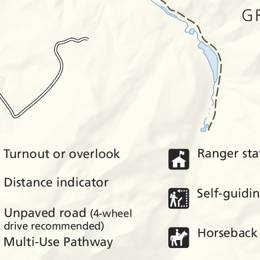 GR
Turnout or overlook
Distance indicator
Unpaved road (4-wheel
drive recommended)
Multi-Use Pathway
Ranger sta
Self-guidin
Horseback